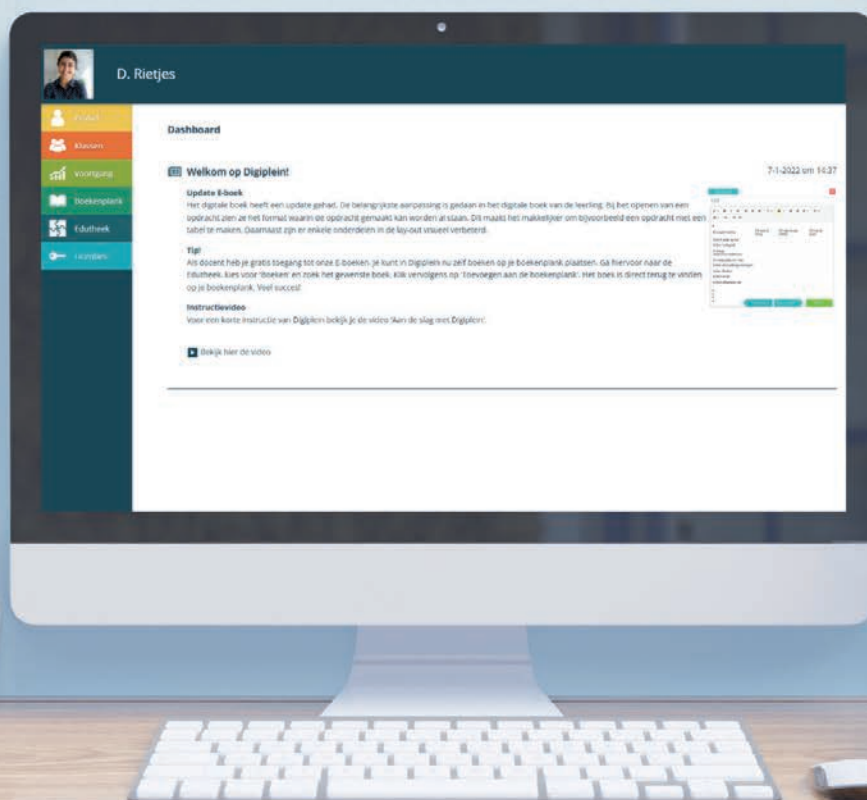 D. Rietjes
Profiel
Klassen
Voortgang
Boekenplank
Edutheek
Licenties
Dashboard
Welkom op Digiplein!
7-1-2022 om 14:37
Update E-boek
Het digitale boek heeft een update gehad. De belangrijkste aanpassing is gedaan in het digitale boek van de leerling. Bij het openen van een
opdracht zien ze het format waarin de opdracht gemaakt kan worden al staan. Dit maakt het makkelijker om bijvoorbeeld een opdracht met een
tabel te maken. Daarnaast zijn er enkele onderdelen in de lay-out visueel verbeterd.
Tip!
Als docent heb je gratis toegang tot onze E-boeken. Je kunt in Digiplein nu zelf boeken op je boekenplank plaatsen. Ga hiervoor naar de
Edutheek, kies voor 'boeken' en zoek het gewenste boek. Klik vervolgens op 'Toevoegen aan de boekenplank'. Het boek is direct terug te vinden
op je boekenplank. Veel succes!
Instructievideo
Voor een korte instructie van Digiplein bekijk je de video 'Aan de slag met Digiplein'.
Bekijk hier de video